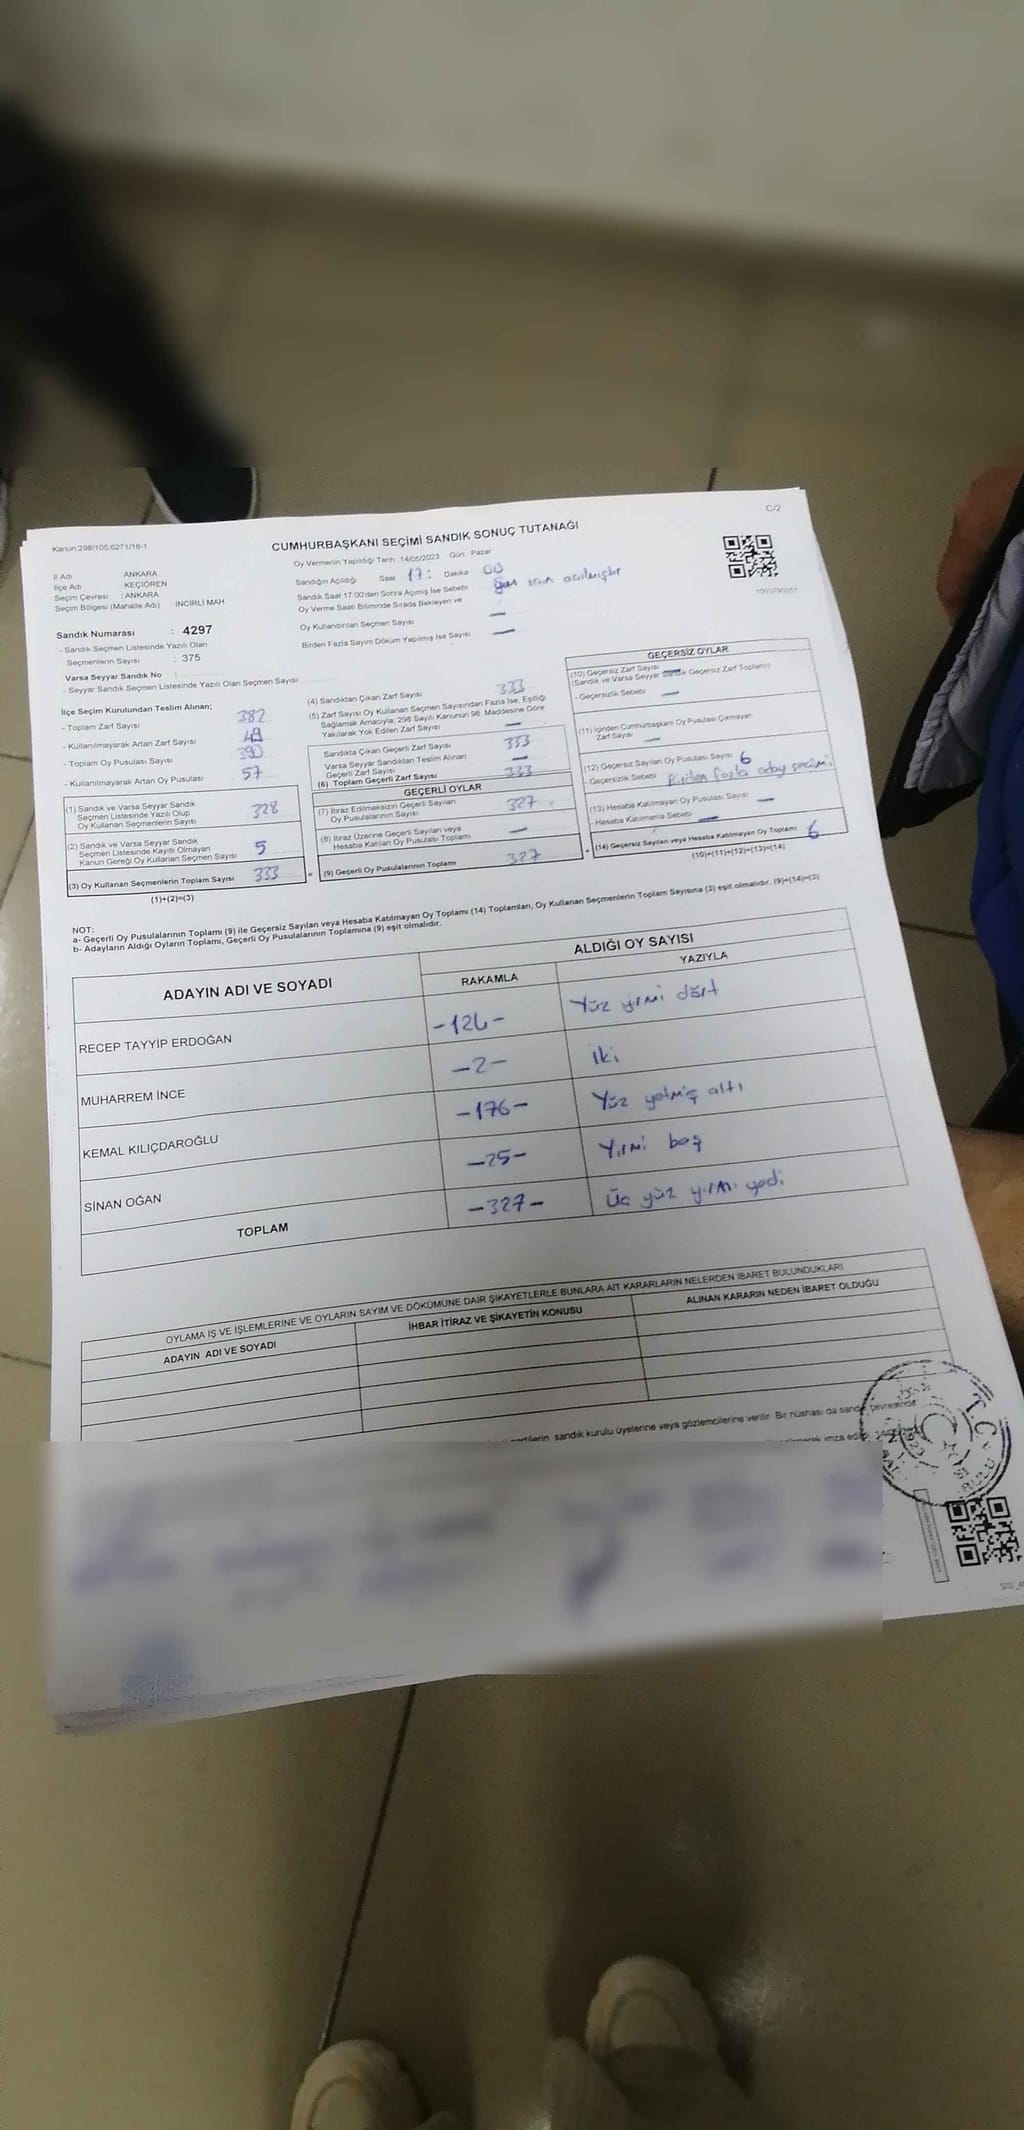 Kanun:298/105.6271/18-1
C/2
CUMHURBAŞKANI SEÇİMİ SANDIK SONUÇ TUTANAĞI
Oy Vermenin Yapıldığı Tarih :14/05/2023 Gün Pazar
İl Adı ANKARA
İlçe Adı : KEÇİÖREN
Seçim Çevresi : ANKARA
Seçim Bölgesi (Mahalle Adı) İNCİRLİ MAH
Sandık Numarası : 4297
- Sandık Seçmen Listesinde Yazılı Olan
Seçmenlerin Sayısı : 375
Varsa Seyyar Sandık No :
- Seyyar Sandık Seçmen Listesinde Yazılı Olan Seçmen Sayısı:
Sandığın Açıldığı Saat 17: Dakika 00
Sandık Saat 17.00'den Sonra Açımış İse Sebebi
için açılmıştır
Oy Verme Saati Bitiminde Sırada Bekleyen ve
Oy Kullandırılan Seçmen Sayısı —
Birden Fazla Sayım Döküm Yapılmış İse Sayısı —
İlçe Seçim Kurulundan Teslim Alınan;
- Toplam Zarf Sayısı 382
- Kullanılmayarak Artan Zarf Sayısı 49
- Toplam Oy Pusulası Sayısı 390
- Kullanılmayarak Artan Oy Pusulası 57
(1) Sandık ve Varsa Seyyar Sandık
Seçmen Listesinde Yazılı Olup
Oy Kullanan Seçmenlerin Sayısı 328
(2) Sandık ve Varsa Seyyar Sandık
Seçmen Listesinde Kayıtlı Olmayan
Kanun Gereği Oy Kullanan Seçmen Sayısı 5
(3) Oy Kullanan Seçmenlerin Toplam Sayısı 333
(1)+(2)=(3)
(4) Sandıktan Çıkan Zarf Sayısı 333
(5) Zarf Sayısı Oy Kullanan Seçmen Sayısından Fazla İse, Eşitliği
Sağlamak Amacıyla, 298 Sayılı Kanunun 98. Maddesine Göre
Yakılarak Yok Edilen Zarf Sayısı —
Sandıkta Çıkan Geçerli Zarf Sayısı 333
Varsa Seyyar Sandıktan Teslim Alınan
Geçerli Zarf Sayısı —
(6) Toplam Geçerli Zarf Sayısı 333
GEÇERLİ OYLAR
(7) İtiraz Edilmeksizin Geçerli Sayılan
Oy Pusulalarının Sayısı 327
(8) İtiraz Üzerine Geçerli Sayılan veya
Hesaba Katılan Oy Pusulası Toplamı —
= (9) Geçerli Oy Pusulalarının Toplamı 327
GEÇERSİZ OYLAR
(10) Geçersiz Zarf Sayısı —
(Sandık ve Varsa Seyyar Sandık Geçersiz Zarf Toplamı)
- Geçersizlik Sebebi —
(11) İçinden Cumhurbaşkanı Oy Pusulası Çıkmayan
Zarf Sayısı —
(12) Geçersiz Sayılan Oy Pusulası Sayısı 6
- Geçersizlik Sebebi Birden fazla aday seçimi
(13) Hesaba Katılmayan Oy Pusulası Sayısı —
- Hesaba Katılmama Sebebi —
+ (14) Geçersiz Sayılan veya Hesaba Katılmayan Oy Toplamı 6
(10)+(11)+(12)+(13)=(14)
NOT:
a- Geçerli Oy Pusulalarının Toplamı (9) ile Geçersiz Sayılan veya Hesaba Katılmayan Oy Toplamı (14) Toplamları, Oy Kullanan Seçmenlerin Toplam Sayısına (3) eşit olmalıdır. (9)+(14)=(3)
b- Adayların Aldığı Oyların Toplamı, Geçerli Oy Pusulalarının Toplamına (9) eşit olmalıdır.
ADAYIN ADI VE SOYADI
ALDIĞI OY SAYISI
RAKAMLA YAZIYLA
RECEP TAYYİP ERDOĞAN -124- Yüz yirmi dört
MUHARREM İNCE -2- İki
KEMAL KILIÇDAROĞLU -176- Yüz yetmiş altı
SİNAN OĞAN -25- Yirmi beş
TOPLAM -327- Üç yüz yirmi yedi
OYLAMA İŞ VE İŞLEMLERİNE VE OYLARIN SAYIM VE DÖKÜMÜNE DAİR ŞİKAYETLERLE BUNLARA AİT KARARLARIN NELERDEN İBARET BULUNDUKLARI
ADAYIN ADI VE SOYADI İHBAR İTİRAZ VE ŞİKAYETİN KONUSU ALINAN KARARIN NEDEN İBARET OLDUĞU
sandık kurulu üyelerine veya gözlemcilerine verilir. Bir nüshası da sandık çevresinde
imza edildi.
T.C.